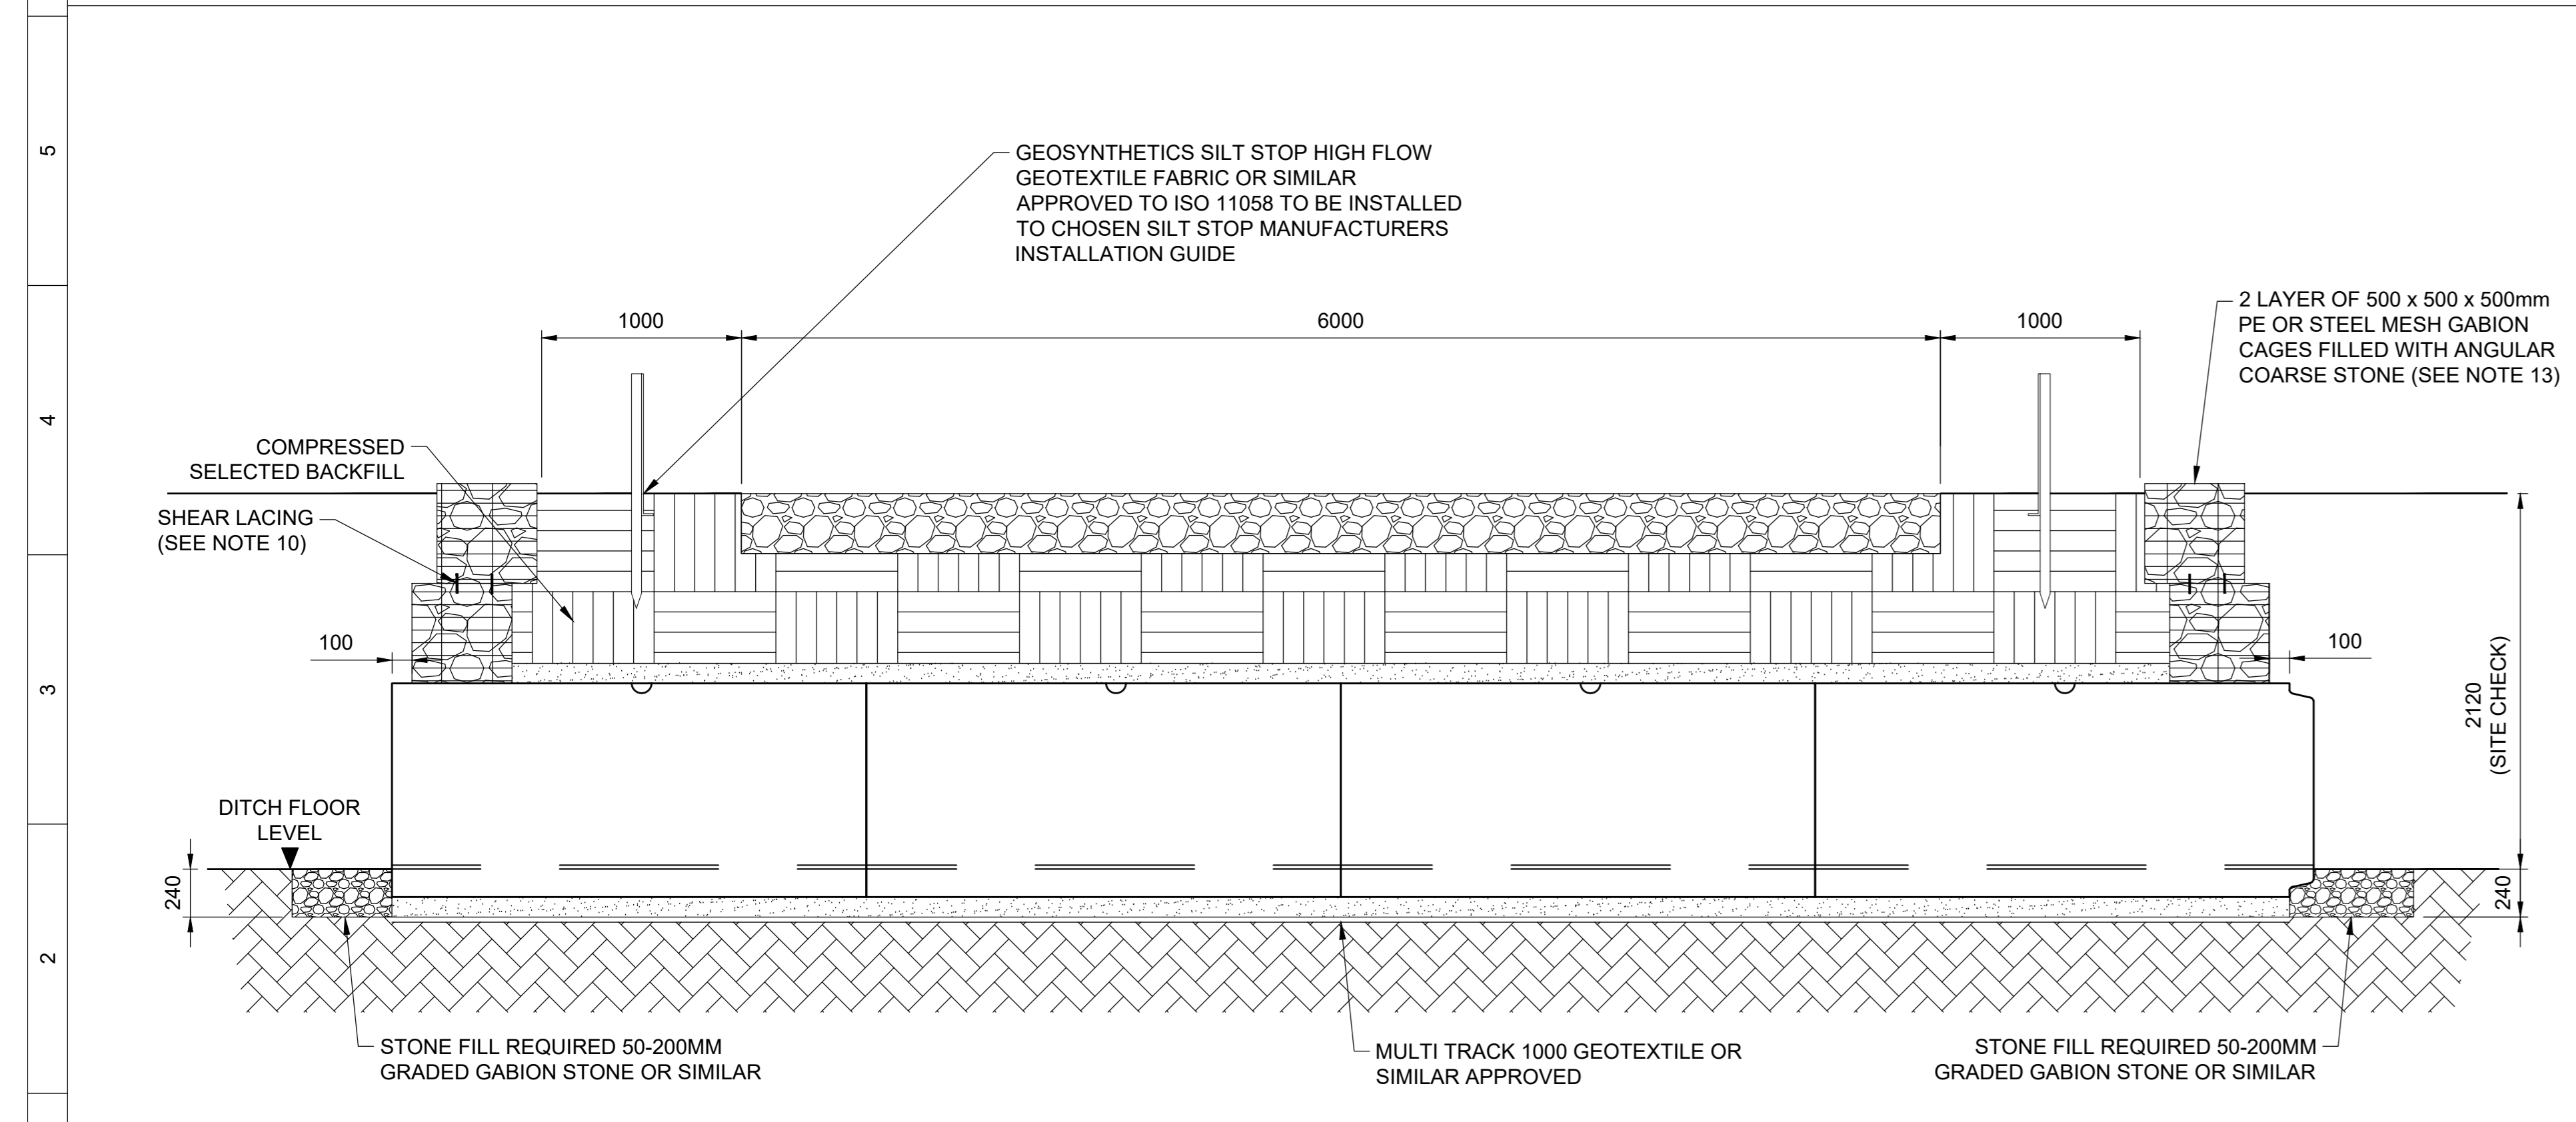 5
GEOSYNTHETICS SILT STOP HIGH FLOW
GEOTEXTILE FABRIC OR SIMILAR
APPROVED TO ISO 11058 TO BE INSTALLED
TO CHOSEN SILT STOP MANUFACTURERS
INSTALLATION GUIDE
2 LAYER OF 500 x 500 x 500mm
PE OR STEEL MESH GABION
CAGES FILLED WITH ANGULAR
COARSE STONE (SEE NOTE 13)
1000
6000
1000
4
COMPRESSED
SELECTED BACKFILL
SHEAR LACING
(SEE NOTE 10)
100
100
3
2120
(SITE CHECK)
DITCH FLOOR
LEVEL
240
240
2
STONE FILL REQUIRED 50-200MM
GRADED GABION STONE OR SIMILAR
MULTI TRACK 1000 GEOTEXTILE OR
SIMILAR APPROVED
STONE FILL REQUIRED 50-200MM
GRADED GABION STONE OR SIMILAR